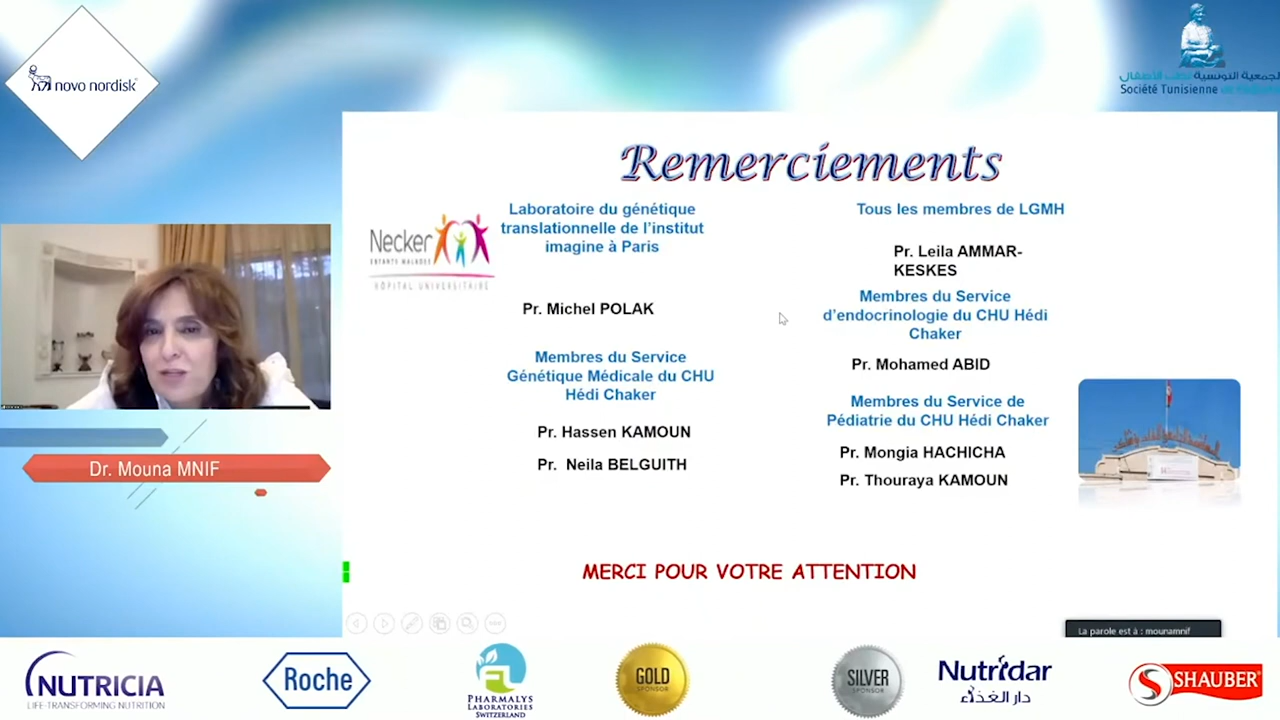 novo nordisk
الجمعية التونسية لطب الأطفال
Société Tunisienne
Remerciements
Necker
ENFANTS MALADES
HÔPITAL UNIVERSITAIRE
Laboratoire du génétique
translationnelle de l’institut
imagine à Paris
Pr. Michel POLAK
Membres du Service
Génétique Médicale du CHU
Hédi Chaker
Pr. Hassen KAMOUN
Pr. Neila BELGUITH
Tous les membres de LGMH
Pr. Leila AMMAR-
KESKES
Membres du Service
d’endocrinologie du CHU Hédi
Chaker
Pr. Mohamed ABID
Membres du Service de
Pédiatrie du CHU Hédi Chaker
Pr. Mongia HACHICHA
Pr. Thouraya KAMOUN
Dr. Mouna MNIF
MERCI POUR VOTRE ATTENTION
La parole est à : mounamnif
NUTRICIA
LIFE-TRANSFORMING NUTRITION
Roche
PHARMALYS
LABORATORIES
SWITZERLAND
GOLD
SPONSOR
SILVER
SPONSOR
Nutridar
دار الغذاء
SHAUBER